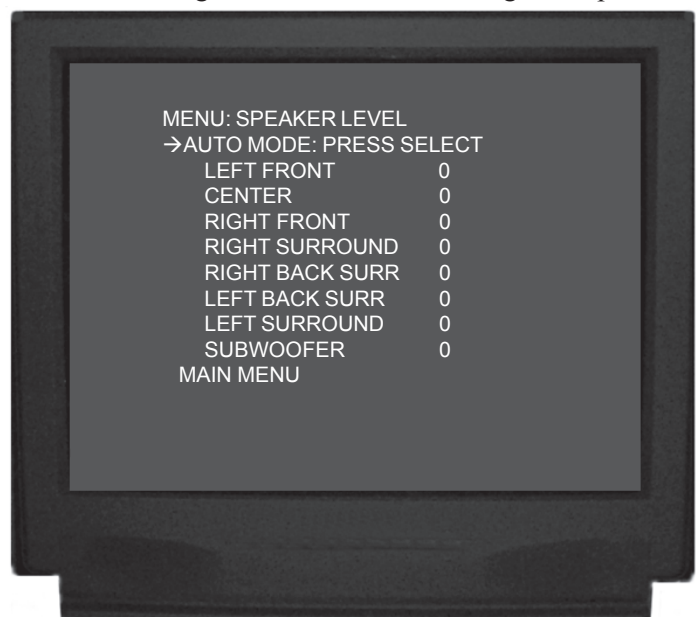 MENU: SPEAKER LEVEL
→AUTO MODE: PRESS SELECT
LEFT FRONT 0
CENTER 0
RIGHT FRONT 0
RIGHT SURROUND 0
RIGHT BACK SURR 0
LEFT BACK SURR 0
LEFT SURROUND 0
SUBWOOFER 0
MAIN MENU